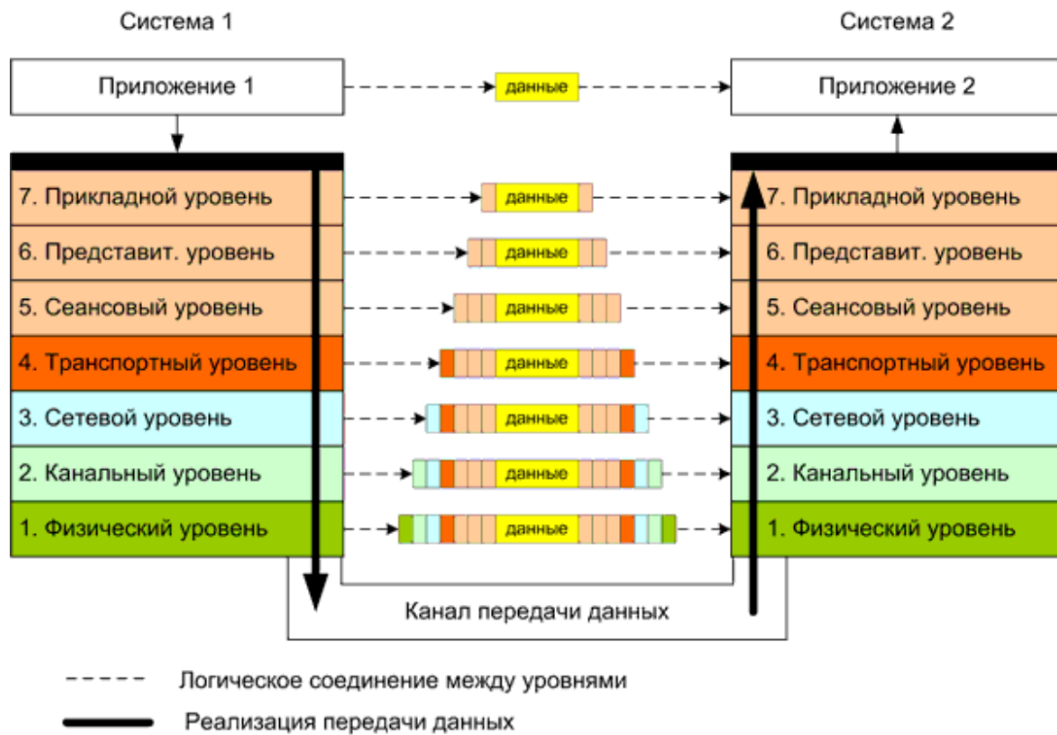 Система 1
Система 2
Приложение 1
данные
Приложение 2
7. Прикладной уровень
данные
7. Прикладной уровень
6. Представит. уровень
данные
6. Представит. уровень
5. Сеансовый уровень
данные
5. Сеансовый уровень
4. Транспортный уровень
данные
4. Транспортный уровень
3. Сетевой уровень
данные
3. Сетевой уровень
2. Канальный уровень
данные
2. Канальный уровень
1. Физический уровень
данные
1. Физический уровень
Канал передачи данных
Логическое соединение между уровнями
Реализация передачи данных